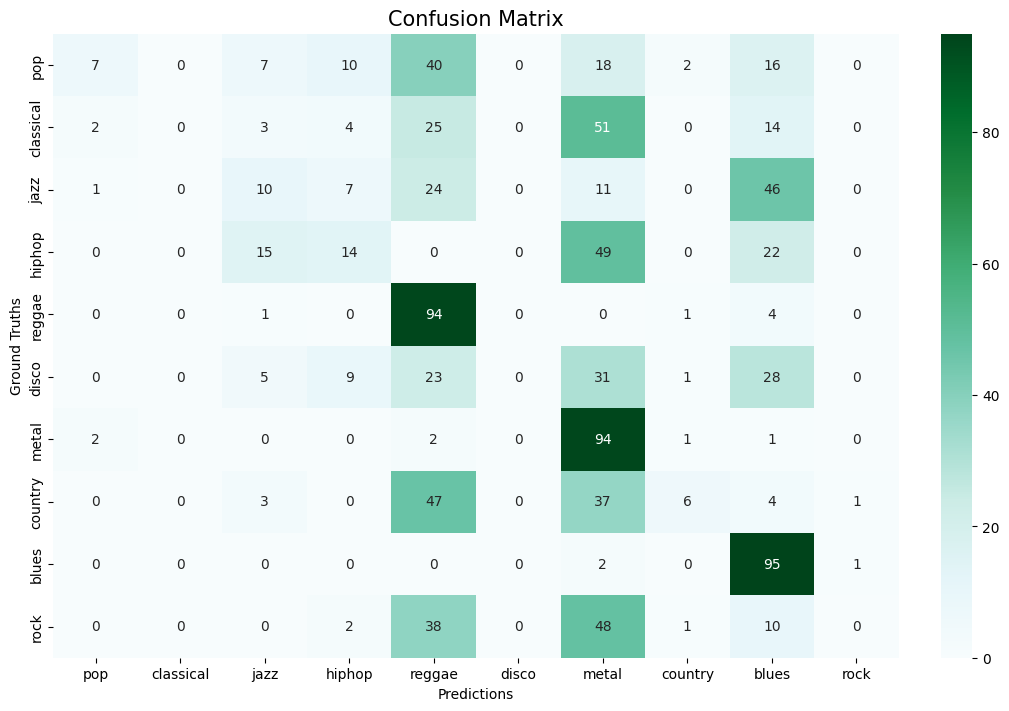 Confusion Matrix
pop 7 0 7 10 40 0 18 2 16 0
classical 2 0 3 4 25 0 51 0 14 0
jazz 1 0 10 7 24 11 0 46 0
hiphop 0 0 15 14 0 0 49 0 22 0
reggae 0 0 1 0 94 0 0 1 4 0
disco 0 0 5 9 23 0 31 1 28 0
metal 2 0 0 0 2 0 94 1 1 0
country 0 0 3 0 47 0 37 6 4 1
blues 0 0 0 0 0 0 2 0 95 1
rock 0 0 0 2 38 0 48 1 10 0
Ground Truths
pop classical jazz hiphop reggae disco metal country blues rock
Predictions
80
60
40
20
0